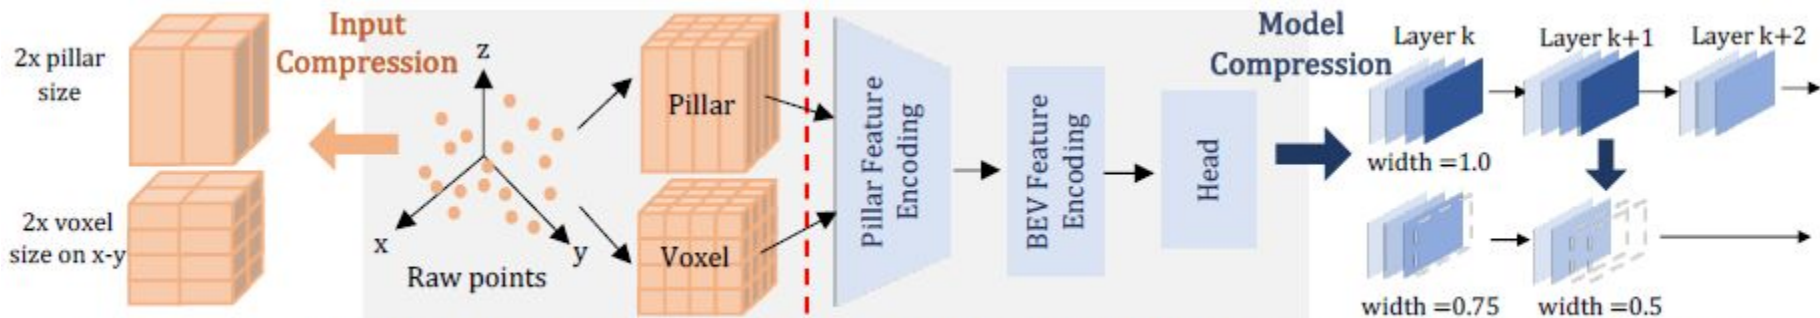 2x pillar
size
2x voxel
size on x-y
Input
Compression
z
x
y
Raw points
Pillar
Voxel
Pillar Feature
Encoding
BEV Feature
Encoding
Head
Model
Compression
Layer k
Layer k+1
Layer k+2
width =1.0
width =0.75
width =0.5